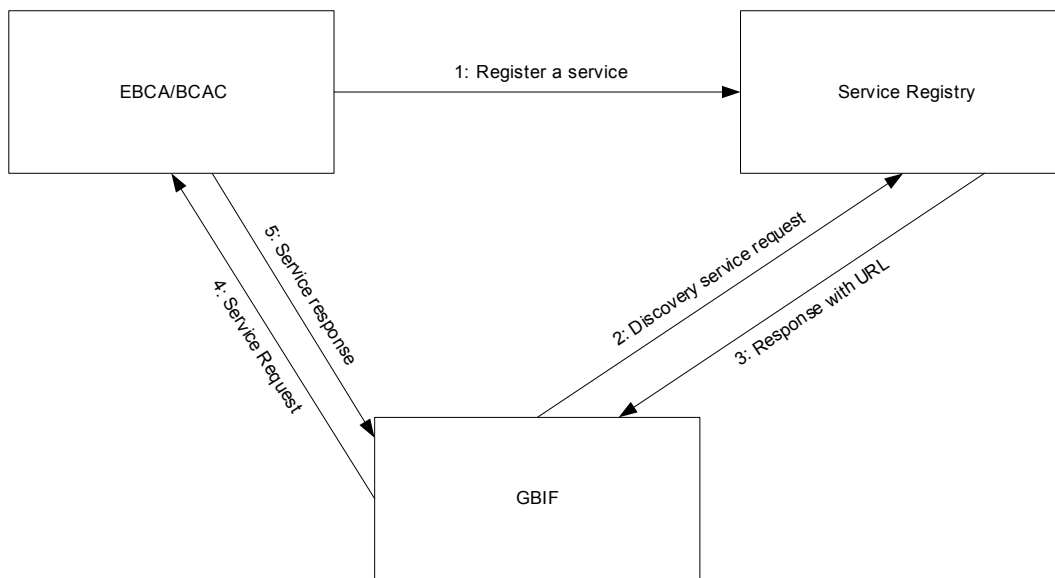 EBCA/BCAC
1: Register a service
Service Registry
5: Service response
4: Service Request
2: Discovery service request
3: Response with URL
GBIF